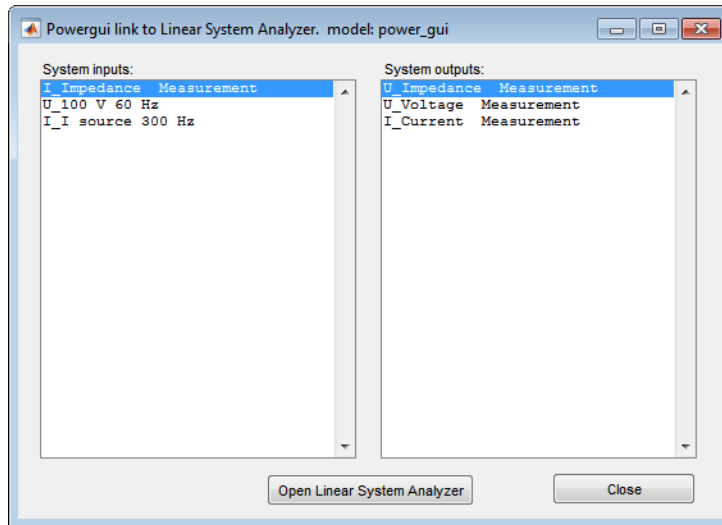 Powergui link to Linear System Analyzer.  model: power_gui
System inputs:
I_Impedance  Measurement
U_100 V 60 Hz
I_I source 300 Hz
System outputs:
U_Impedance  Measurement
U_Voltage  Measurement
I_Current  Measurement
Open Linear System Analyzer
Close